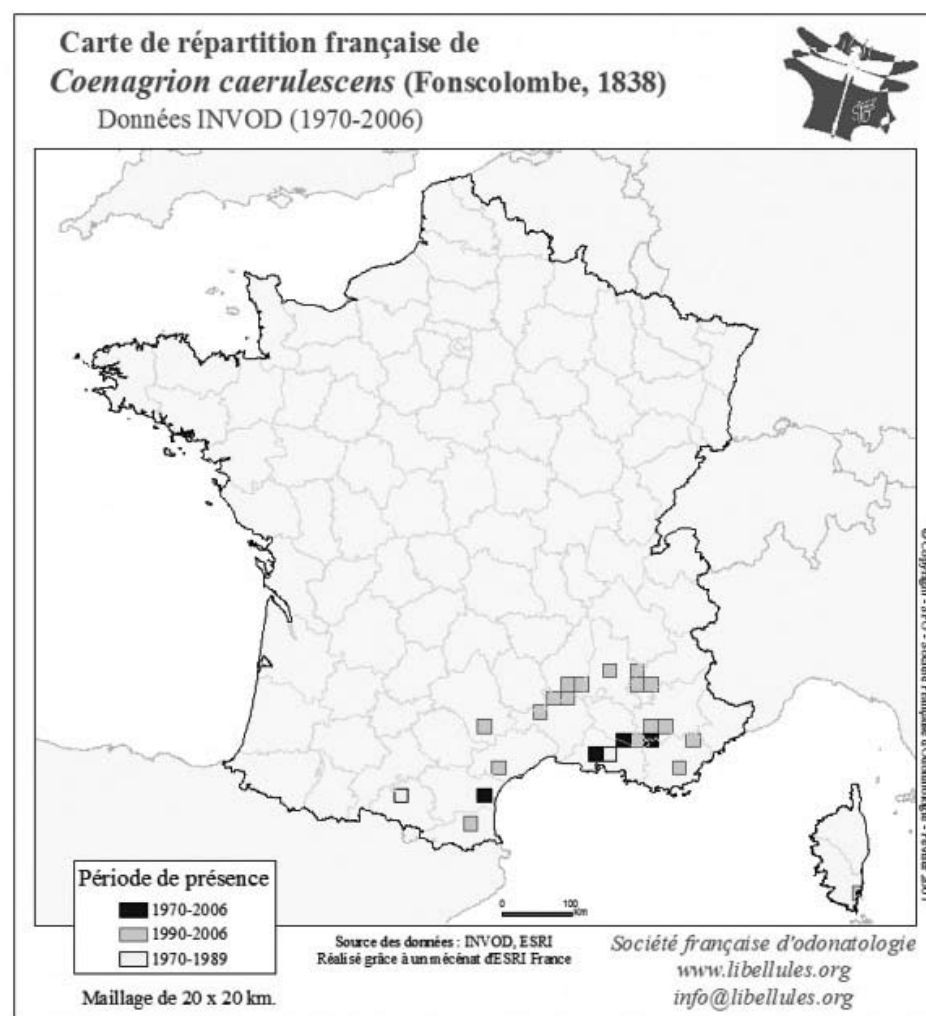 Carte de répartition française de
Coenagrion caerulescens (Fonscolombe, 1838)
Données INVOD (1970-2006)
Période de présence
1970-2006
1990-2006
1970-1989
Maillage de 20 x 20 km.
0 100
km
Source des données : INVOD, ESRI
Réalisé grâce à un mécénat d'ESRI France
Société française d'odonatologie
www.libellules.org
info@libellules.org